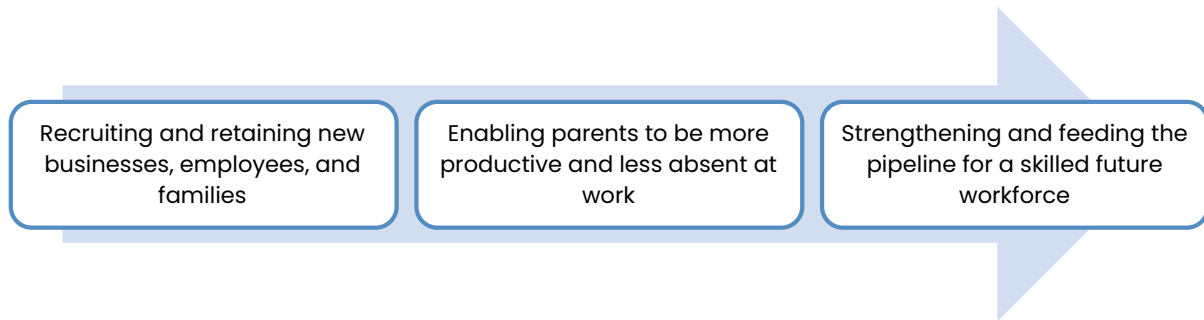 Recruiting and retaining new
businesses, employees, and
families
Enabling parents to be more
productive and less absent at
work
Strengthening and feeding the
pipeline for a skilled future
workforce